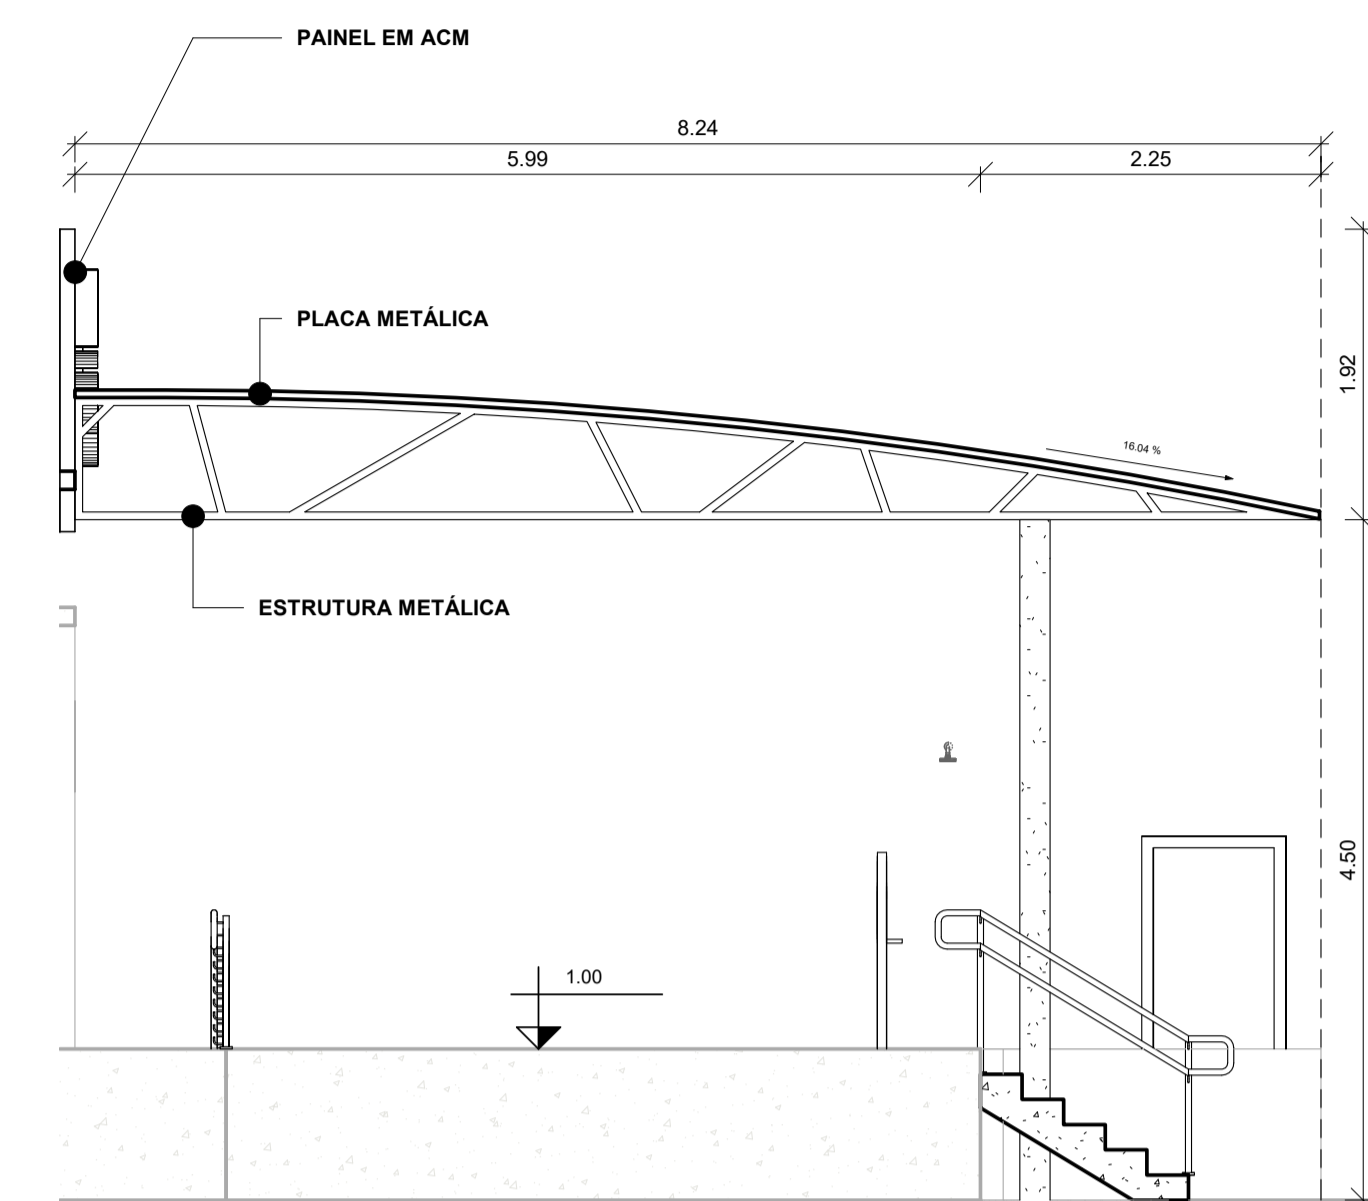 PAINEL EM ACM
8.24
5.99
2.25
PLACA METÁLICA
1.92
16.04 %
ESTRUTURA METÁLICA
4.50
1.00